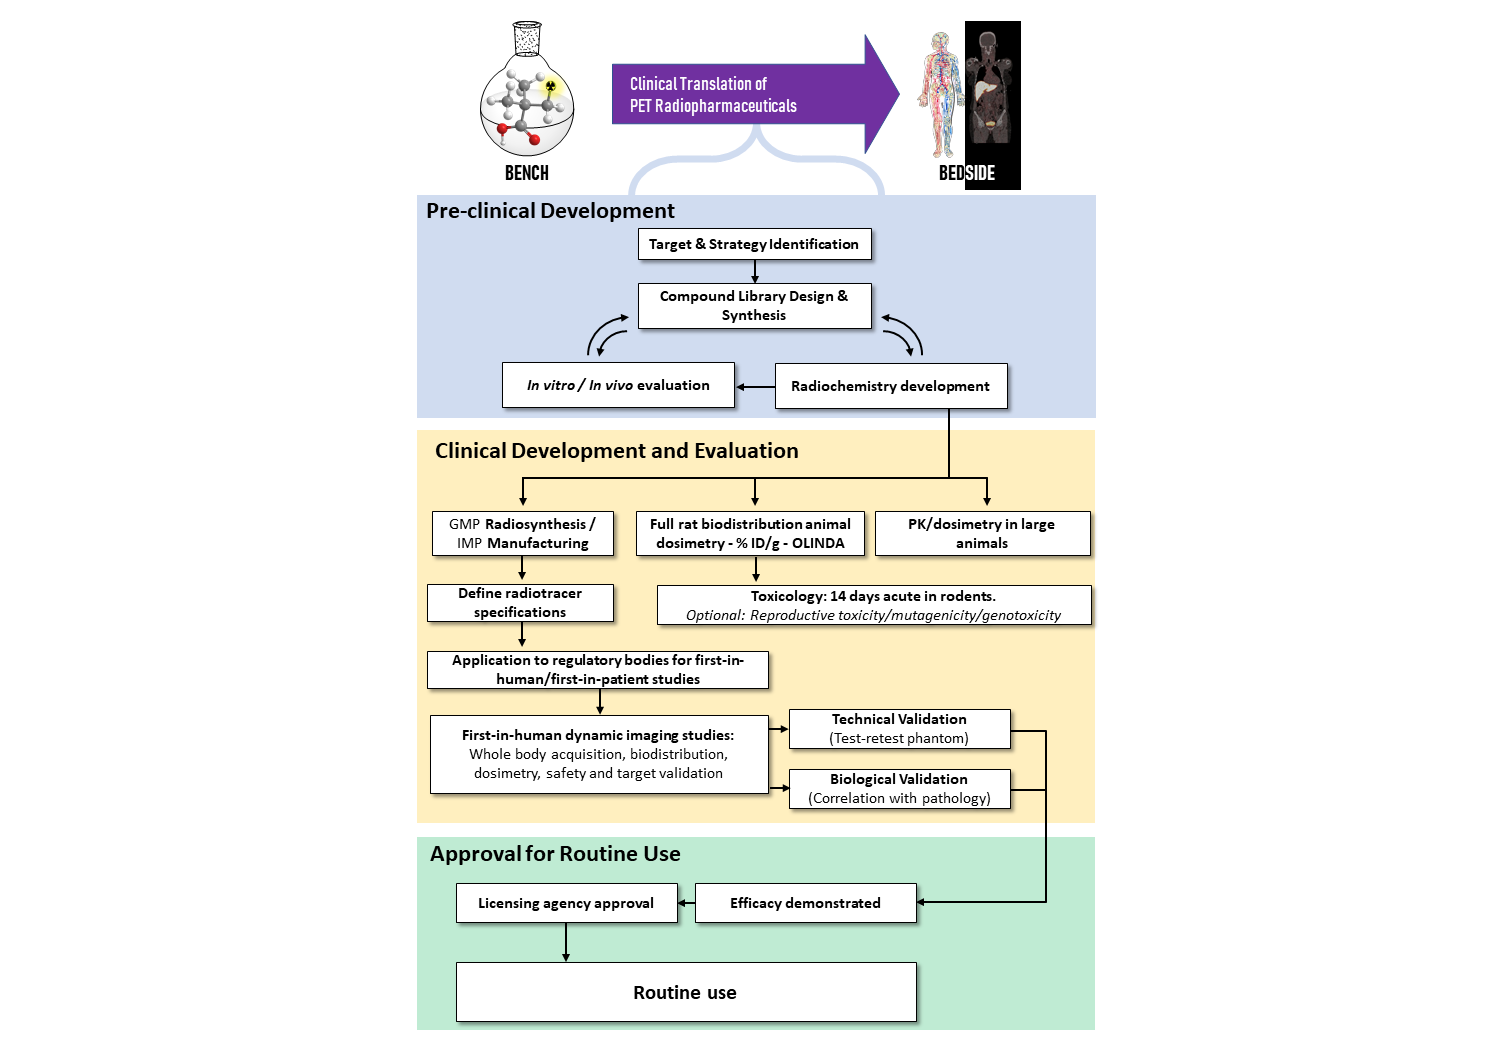 Clinical Translation of
PET Radiopharmaceuticals
BENCH
BEDSIDE
Pre-clinical Development
Target & Strategy Identification
Compound Library Design &
Synthesis
In vitro / In vivo evaluation
Radiochemistry development
Clinical Development and Evaluation
GMP Radiosynthesis /
IMP Manufacturing
Full rat biodistribution animal
dosimetry - % ID/g - OLINDA
PK/dosimetry in large
animals
Define radiotracer
specifications
Toxicology: 14 days acute in rodents.
Optional: Reproductive toxicity/mutagenicity/genotoxicity
Application to regulatory bodies for first-in-
human/first-in-patient studies
First-in-human dynamic imaging studies:
Whole body acquisition, biodistribution,
dosimetry, safety and target validation
Technical Validation
(Test-retest phantom)
Biological Validation
(Correlation with pathology)
Approval for Routine Use
Licensing agency approval
Efficacy demonstrated
Routine use